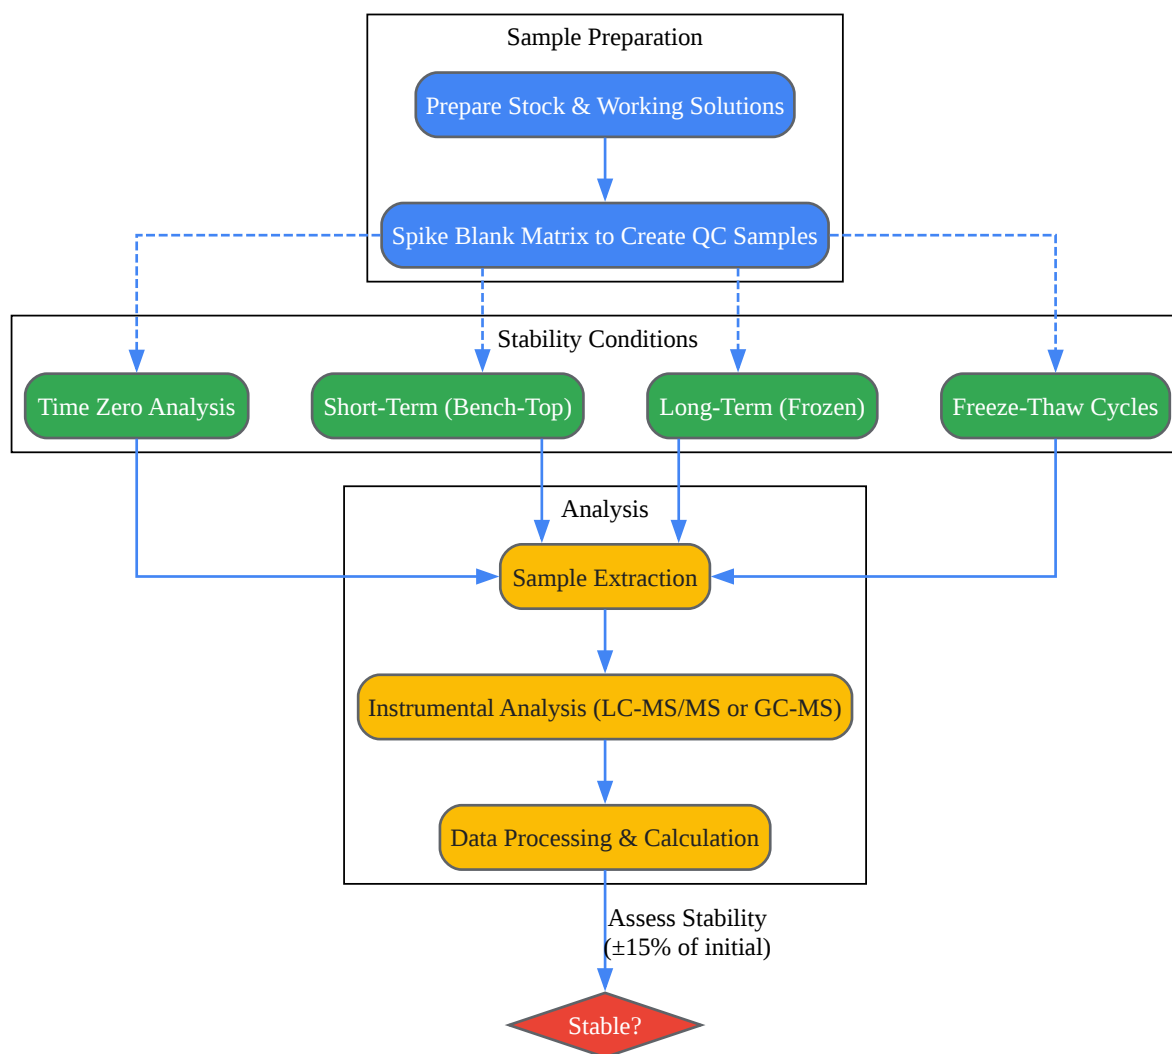 Sample Preparation
Prepare Stock & Working Solutions
Spike Blank Matrix to Create QC Samples
Stability Conditions
Time Zero Analysis
Short-Term (Bench-Top)
Long-Term (Frozen)
Freeze-Thaw Cycles
Analysis
Sample Extraction
Instrumental Analysis (LC-MS/MS or GC-MS)
Data Processing & Calculation
Assess Stability
(±15% of initial)
Stable?